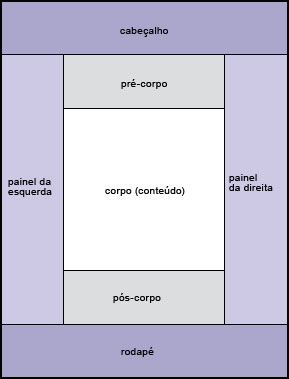 cabeçalho
pré-corpo
painel da
esquerda
corpo (conteúdo)
painel
da direita
pós-corpo
rodapé